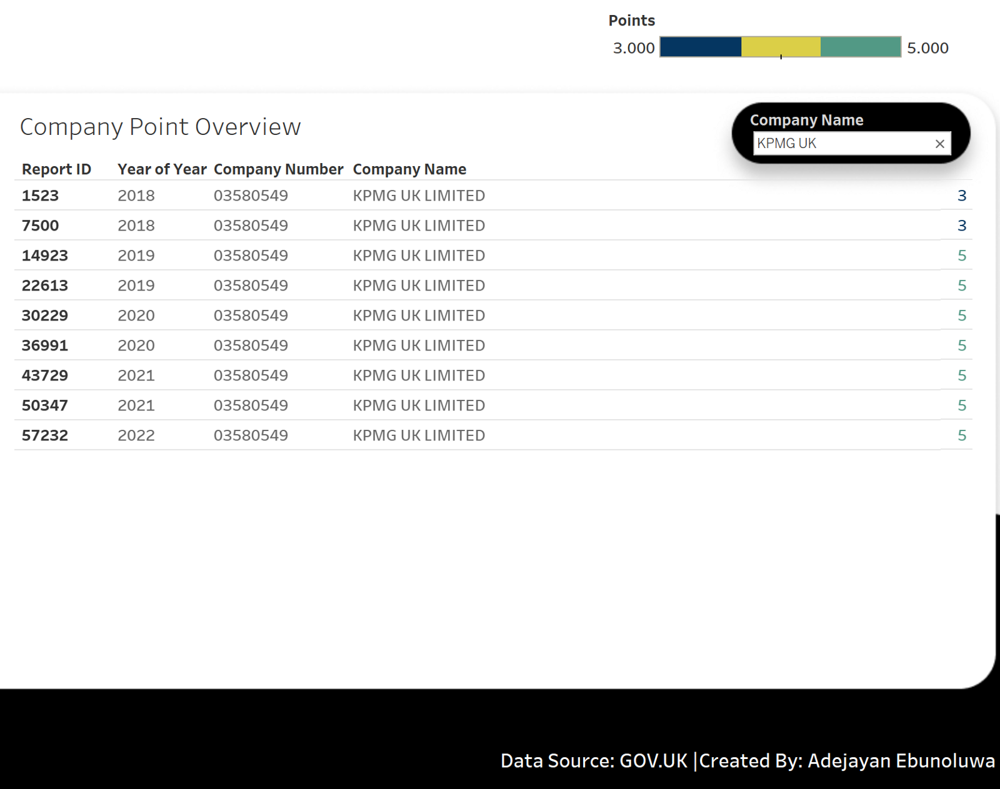 Points
3.000 5.000
Company Point Overview
Company Name
KPMG UK ×
Report ID Year of Year Company Number Company Name
1523 2018 03580549 KPMG UK LIMITED 3
7500 2018 03580549 KPMG UK LIMITED 3
14923 2019 03580549 KPMG UK LIMITED 5
22613 2019 03580549 KPMG UK LIMITED 5
30229 2020 03580549 KPMG UK LIMITED 5
36991 2020 03580549 KPMG UK LIMITED 5
43729 2021 03580549 KPMG UK LIMITED 5
50347 2021 03580549 KPMG UK LIMITED 5
57232 2022 03580549 KPMG UK LIMITED 5
Data Source: GOV.UK |Created By: Adejayan Ebunoluwa